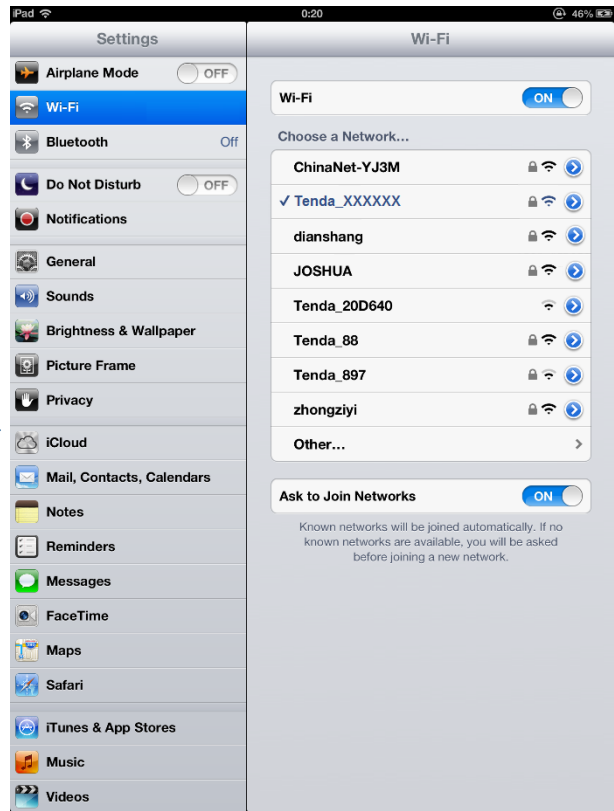 iPad 0:20 46%
Settings
Airplane Mode OFF
Wi-Fi
Bluetooth Off
Do Not Disturb OFF
Notifications
General
Sounds
Brightness & Wallpaper
Picture Frame
Privacy
iCloud
Mail, Contacts, Calendars
Notes
Reminders
Messages
FaceTime
Maps
Safari
iTunes & App Stores
Music
Videos
Wi-Fi
Wi-Fi ON
Choose a Network...
ChinaNet-YJ3M
✓ Tenda_XXXXXX
dianshang
JOSHUA
Tenda_20D640
Tenda_88
Tenda_897
zhongziyi
Other...
Ask to Join Networks ON
Known networks will be joined automatically. If no
known networks are available, you will be asked
before joining a new network.